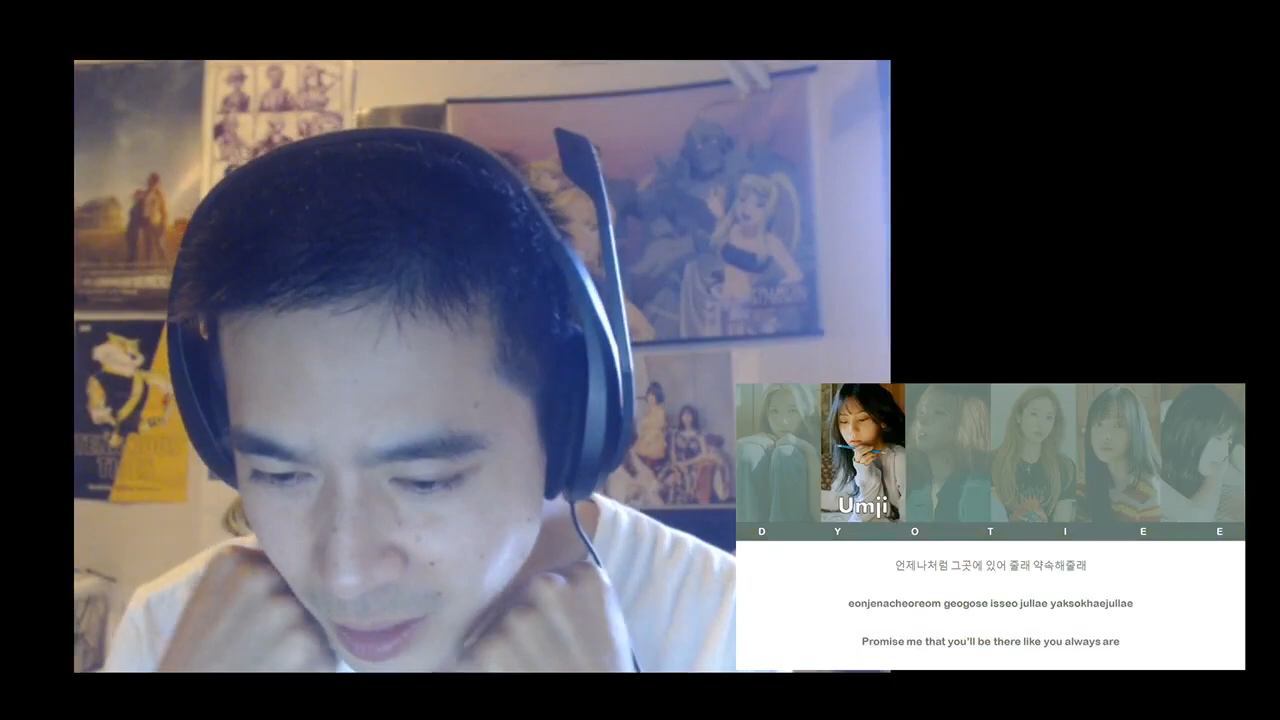 Umji
D Y O T I E E
언제나처럼 그곳에 있어 줄래 약속해줄래
eonjenacheoreom geogose isseo jullae yaksokhaejullae
Promise me that you'll be there like you always are